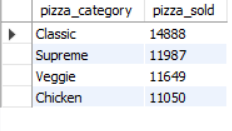 pizza_category pizza_sold
Classic 14888
Supreme 11987
Veggie 11649
Chicken 11050